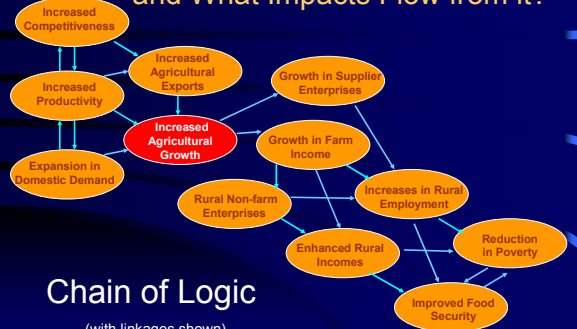 and What Impacts Flow from it?
Increased
Competitiveness
Increased
Agricultural
Exports
Growth in Supplier
Enterprises
Increased
Productivity
Increased
Agricultural
Growth
Growth in Farm
Income
Expansion in
Domestic Demand
Rural Non-farm
Enterprises
Increases in Rural
Employment
Enhanced Rural
Incomes
Reduction
in Poverty
Improved Food
Security
Chain of Logic
(with linkages shown)